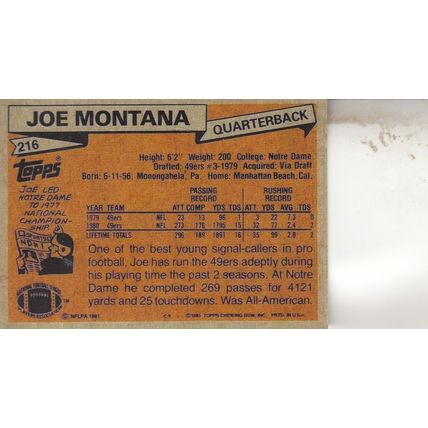 JOE MONTANA
QUARTERBACK
216
Topps
Height: 6'2" Weight: 200 College: Notre Dame
Drafted: 49ers #3-1979 Acquired: Via Draft
Born: 6-11-56, Monongahela, Pa. Home: Manhattan Beach, Cal.
JOE LED
NOTRE DAME
TO 1977
NATIONAL
CHAMPION-
SHIP.
PASSING RECORD RUSHING RECORD
YEAR TEAM ATT COMP YDS TDS ATT YDS AVG TDS
1979 49ers NFL 23 13 96 1 3 22 7.3 0
1980 49ers NFL 273 176 1795 15 32 77 2.4 2
LIFETIME TOTALS 296 189 1891 16 35 99 2.8 2
One of the best young signal-callers in pro
football, Joe has run the 49ers adeptly during
his playing time the past 2 seasons. At Notre
Dame he completed 269 passes for 4121
yards and 25 touchdowns. Was All-American.
© NFLPA 1981
© 1981 TOPPS CHEWING GUM, INC. PRTD. IN U.S.A.